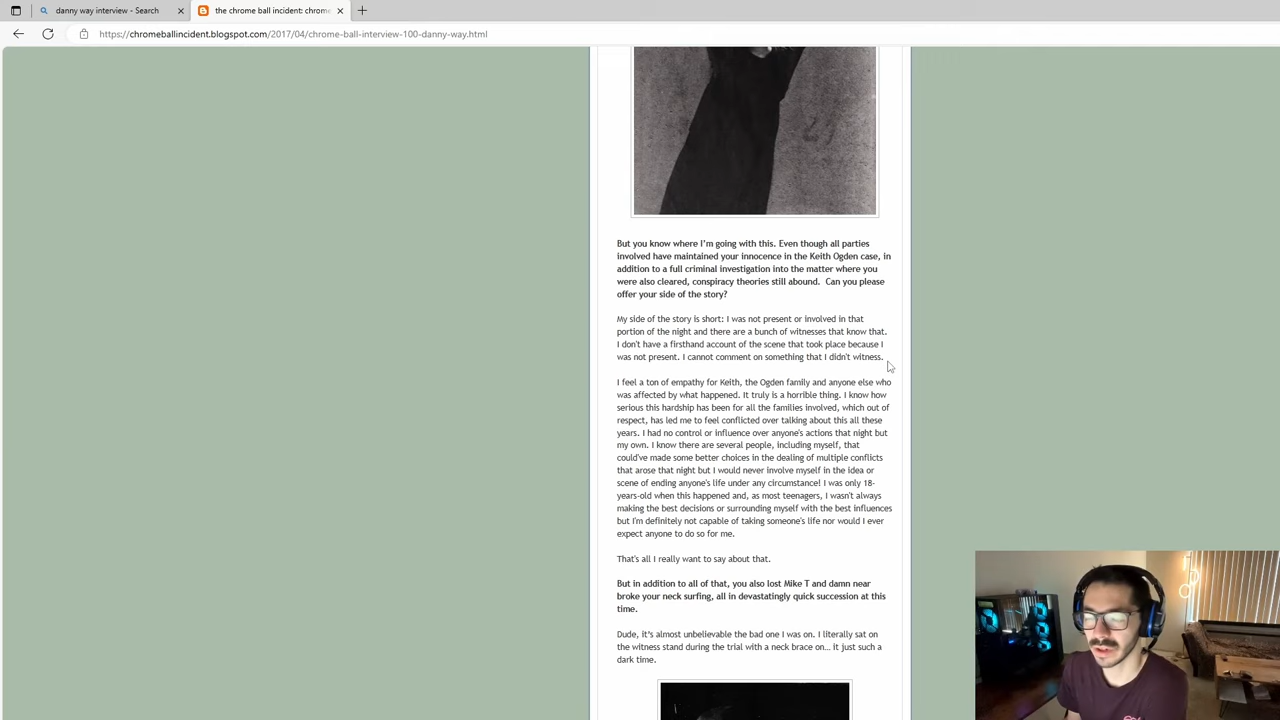 danny way interview - Search
the chrome ball incident: chrome
https://chromeballincident.blogspot.com/2017/04/chrome-ball-interview-100-danny-way.html
But you know where I'm going with this. Even though all parties
involved have maintained your innocence in the Keith Ogden case, in
addition to a full criminal investigation into the matter where you
were also cleared, conspiracy theories still abound.  Can you please
offer your side of the story?
My side of the story is short: I was not present or involved in that
portion of the night and there are a bunch of witnesses that know that.
I don't have a firsthand account of the scene that took place because I
was not present. I cannot comment on something that I didn't witness.
I feel a ton of empathy for Keith, the Ogden family and anyone else who
was affected by what happened. It truly is a horrible thing. I know how
serious this hardship has been for all the families involved, which out of
respect, has led me to feel conflicted over talking about this all these
years. I had no control or influence over anyone's actions that night but
my own. I know there are several people, including myself, that
could've made some better choices in the dealing of multiple conflicts
that arose that night but I would never involve myself in the idea or
scene of ending anyone's life under any circumstance! I was only 18-
years-old when this happened and, as most teenagers, I wasn't always
making the best decisions or surrounding myself with the best influences
but I'm definitely not capable of taking someone's life nor would I ever
expect anyone to do so for me.
That's all I really want to say about that.
But in addition to all of that, you also lost Mike T and damn near
broke your neck surfing, all in devastatingly quick succession at this
time.
Dude, it's almost unbelievable the bad one I was on. I literally sat on
the witness stand during the trial with a neck brace on… it just such a
dark time.